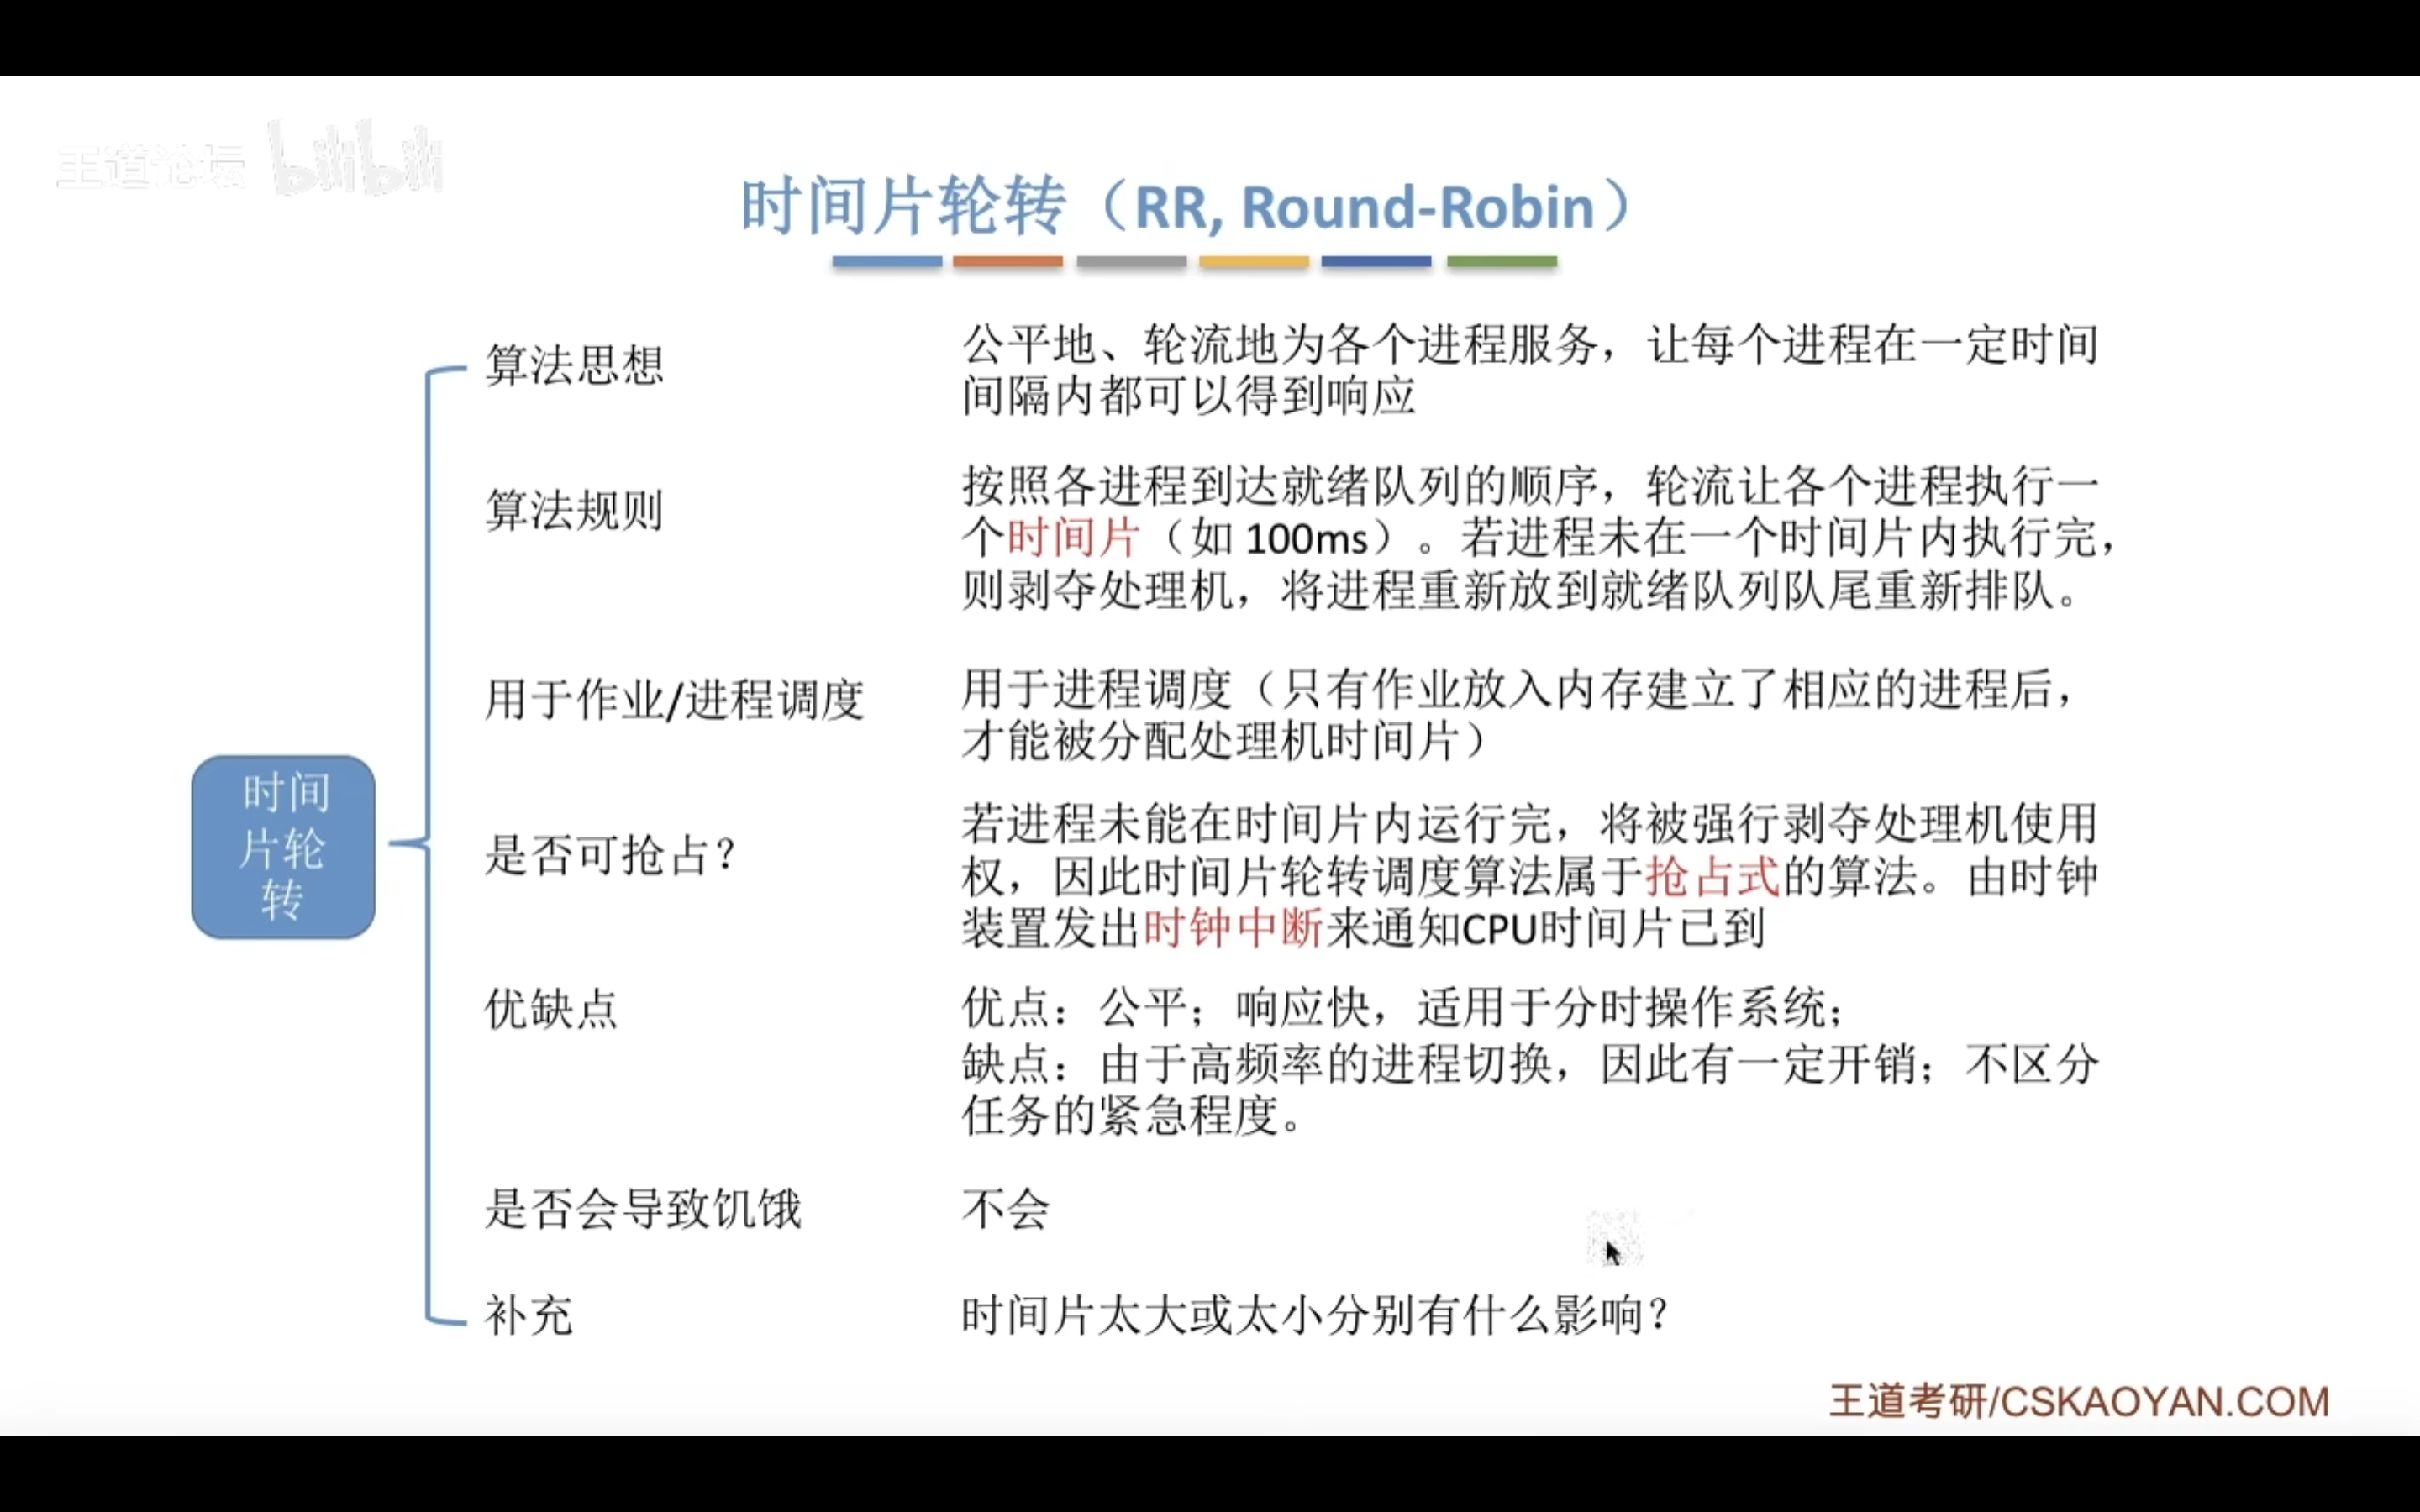 王道论坛 bilibili
时间片轮转（RR, Round-Robin）
算法思想
公平地、轮流地为各个进程服务，让每个进程在一定时间
间隔内都可以得到响应
算法规则
按照各进程到达就绪队列的顺序，轮流让各个进程执行一
个时间片（如 100ms）。若进程未在一个时间片内执行完，
则剥夺处理机，将进程重新放到就绪队列队尾重新排队。
用于作业/进程调度
用于进程调度（只有作业放入内存建立了相应的进程后，
才能被分配处理机时间片）
时间
片轮
转
是否可抢占？
若进程未能在时间片内运行完，将被强行剥夺处理机使用
权，因此时间片轮转调度算法属于抢占式的算法。由时钟
装置发出时钟中断来通知CPU时间片已到
优缺点
优点：公平；响应快，适用于分时操作系统；
缺点：由于高频率的进程切换，因此有一定开销；不区分
任务的紧急程度。
是否会导致饥饿
不会
补充
时间片太大或太小分别有什么影响？
王道考研/CSKAOYAN.COM